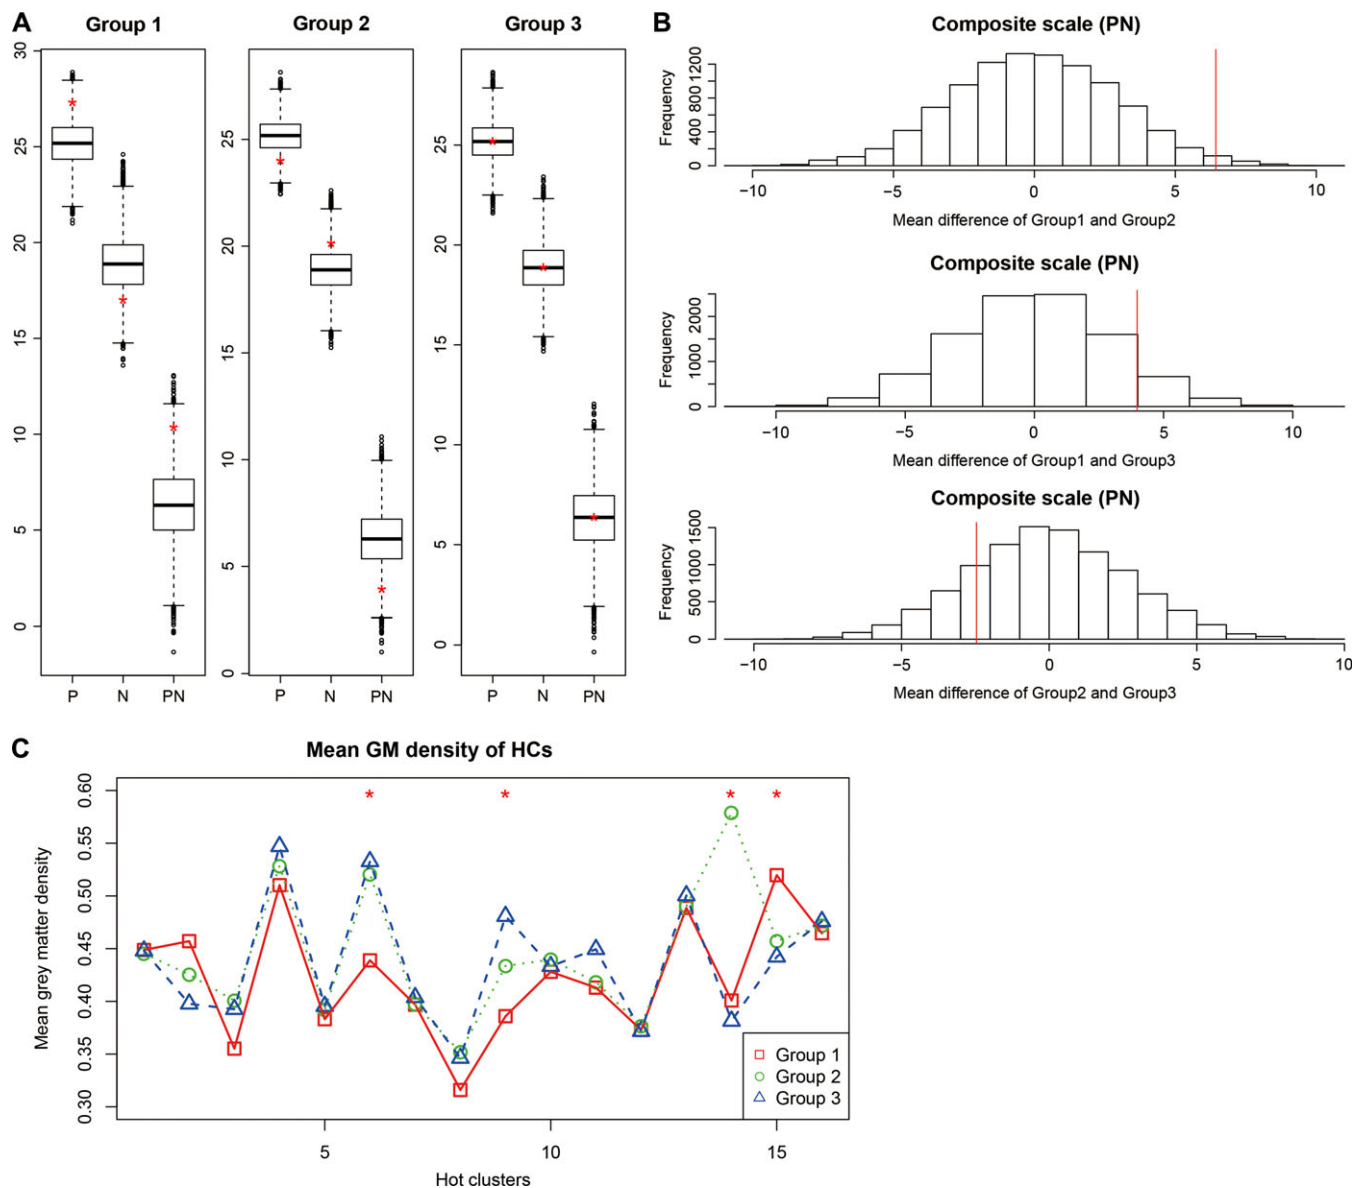 A
Group 1
Group 2
Group 3
30
25
20
15
10
5
0
25
20
15
10
5
0
25
20
15
10
5
0
P N PN
P N PN
P N PN
B
Composite scale (PN)
Frequency
0 400 800 1200
−10 −5 0 5 10
Mean difference of Group1 and Group2
Composite scale (PN)
Frequency
0 1000 2000
−10 −5 0 5 10
Mean difference of Group1 and Group3
Composite scale (PN)
Frequency
0 500 1000 1500
−10 −5 0 5 10
Mean difference of Group2 and Group3
C
Mean GM density of HCs
Mean grey matter density
0.60
0.55
0.50
0.45
0.40
0.35
0.30
* * * *
Group 1
Group 2
Group 3
5 10 15
Hot clusters